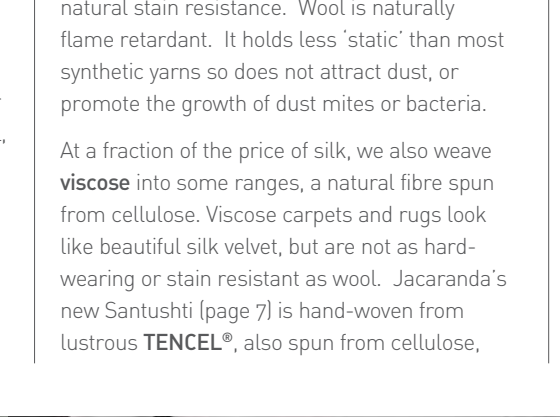 natural stain resistance.  Wool is naturally
flame retardant.  It holds less ‘static’ than most
synthetic yarns so does not attract dust, or
promote the growth of dust mites or bacteria.
At a fraction of the price of silk, we also weave
viscose into some ranges, a natural fibre spun
from cellulose. Viscose carpets and rugs look
like beautiful silk velvet, but are not as hard-
wearing or stain resistant as wool.  Jacaranda’s
new Santushti (page 7) is hand-woven from
lustrous TENCEL®, also spun from cellulose,